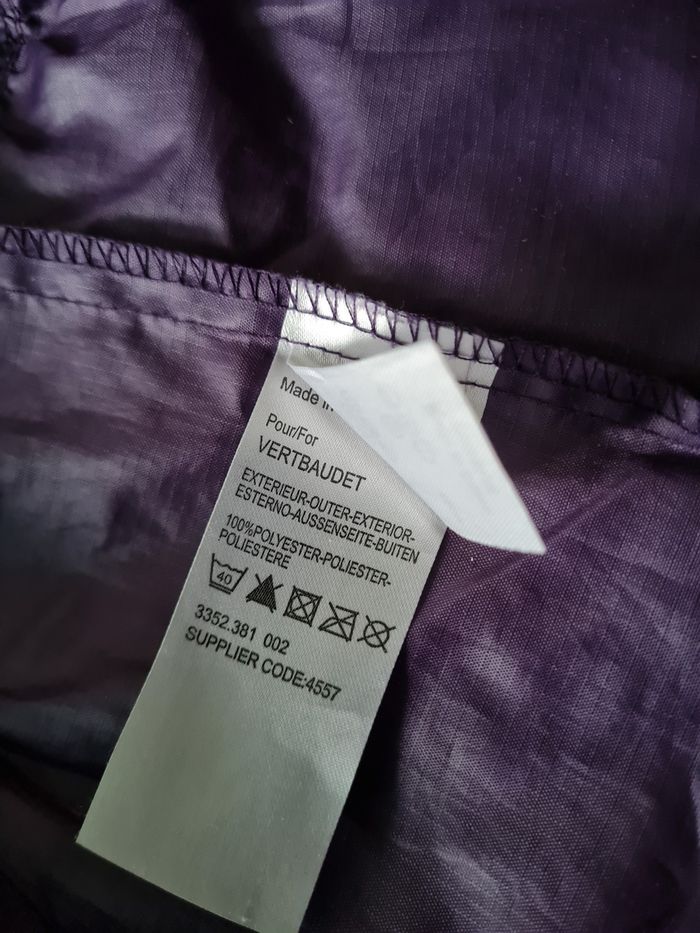 Made in
Pour/For
VERTBAUDET
EXTERIEUR-OUTER-EXTERIOR-
ESTERNO-AUSSENSEITE-BUITEN
100%POLYESTER-POLIESTER-
POLIESTERE
40
3352.381 002
SUPPLIER CODE:4557